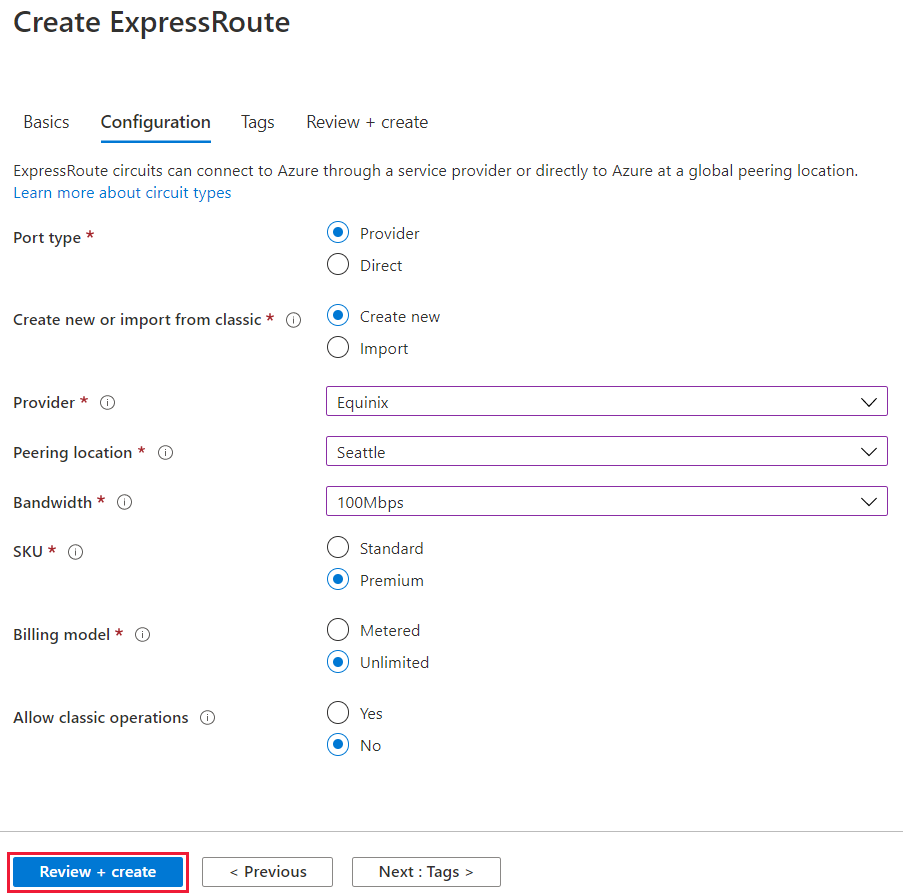 Create ExpressRoute
Basics Configuration Tags Review + create
ExpressRoute circuits can connect to Azure through a service provider or directly to Azure at a global peering location.
Learn more about circuit types
Port type * Provider
Direct
Create new or import from classic * Create new
Import
Provider * Equinix
Peering location * Seattle
Bandwidth * 100Mbps
SKU * Standard
Premium
Billing model * Metered
Unlimited
Allow classic operations Yes
No
Review + create < Previous Next : Tags >